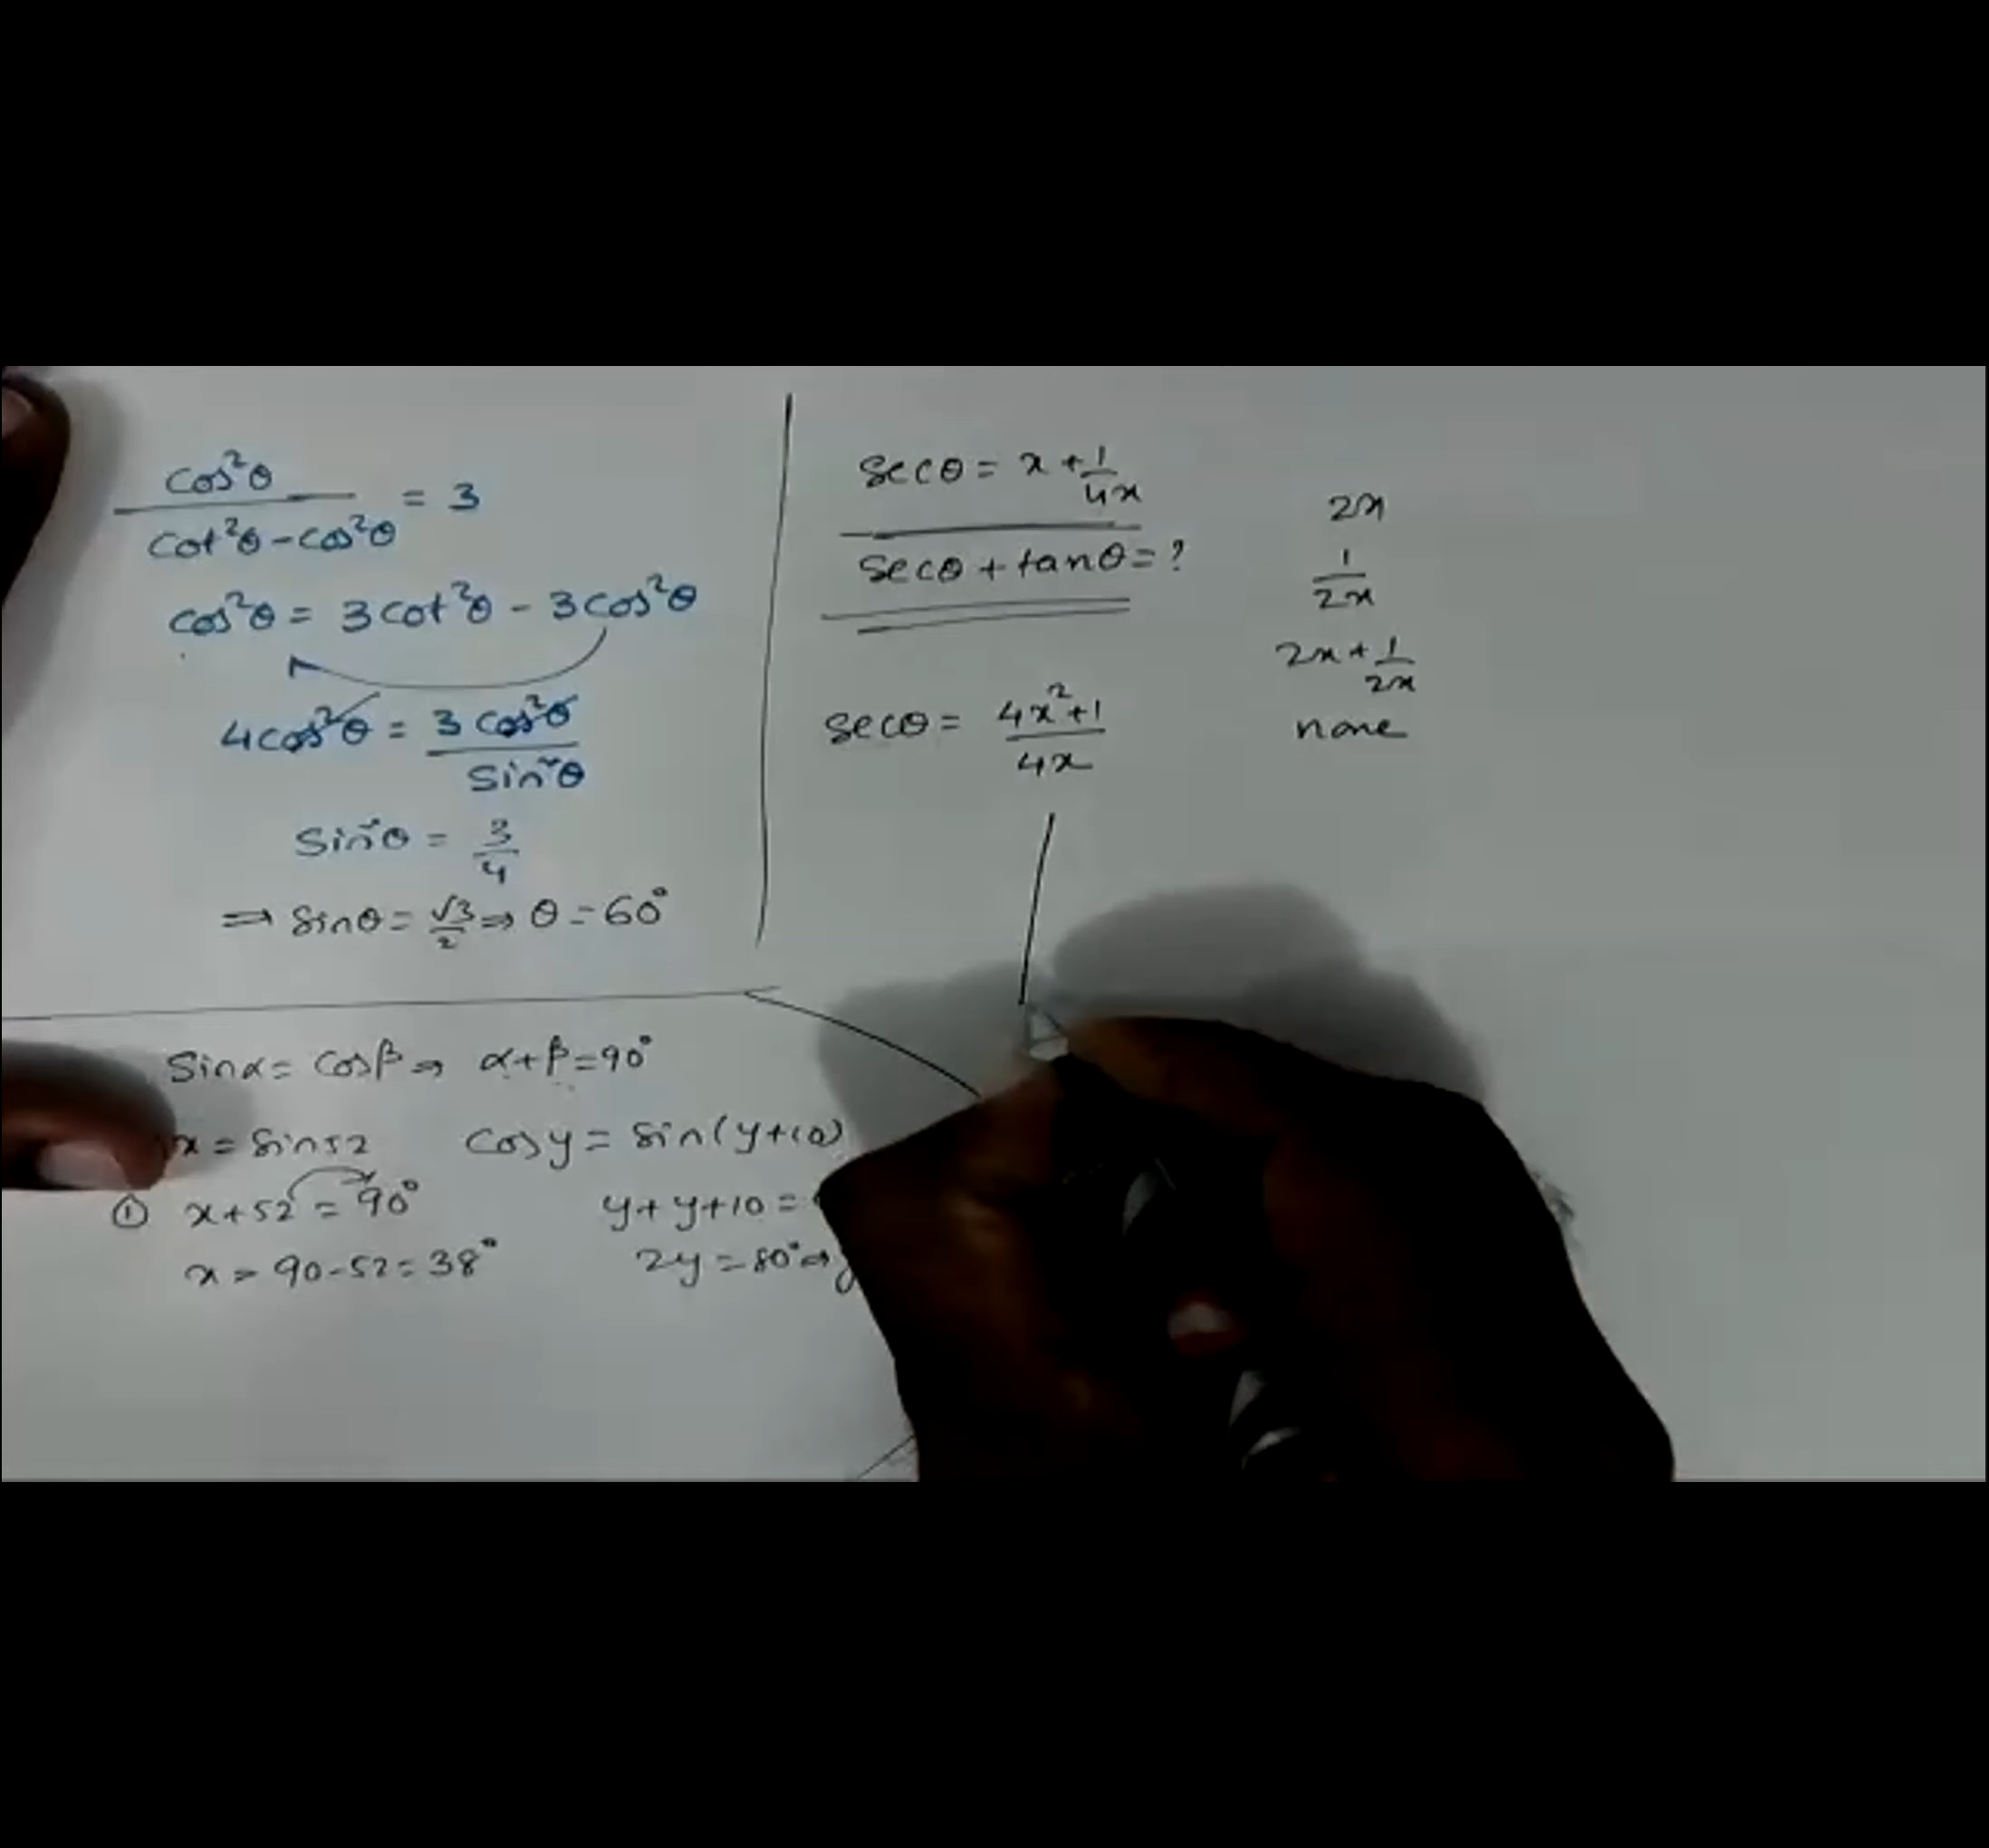 cos²θ / cot²θ - cos²θ = 3
cos²θ = 3cot²θ - 3cos²θ
4cos²θ = 3cos²θ / sin²θ
sin²θ = 3/4
⇒ sinθ = √3/2 ⇒ θ = 60°
secθ = x + 1/4x
secθ + tanθ = ?
secθ = 4x²+1 / 4x
2x
1/2x
2x + 1/2x
none
sinα = cosβ ⇒ α+β = 90°
x = sin52
cosy = sin(y+10)
① x+52 = 90°
y + y+10 =
x = 90-52 = 38°
2y = 80° ⇒